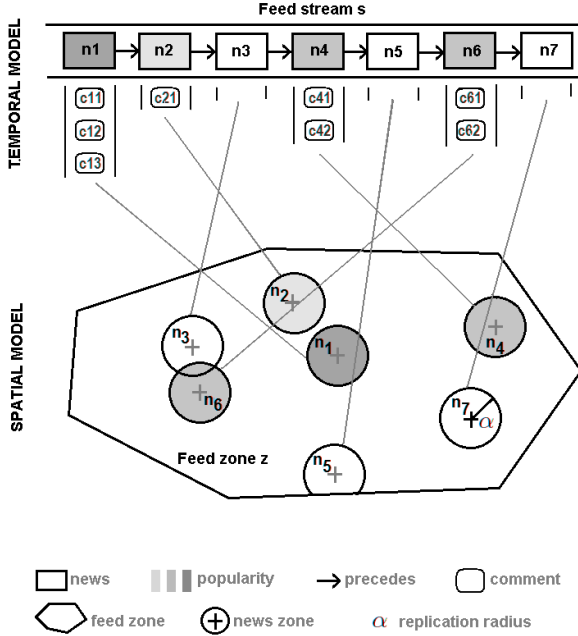 Feed stream s
TEMPORAL MODEL
n1 n2 n3 n4 n5 n6 n7
c11 c21 c41 c61
c12 c42 c62
c13
SPATIAL MODEL
n2
n3
n1
n4
n6
n7
α
n5
Feed zone z
news popularity precedes comment
feed zone news zone α replication radius